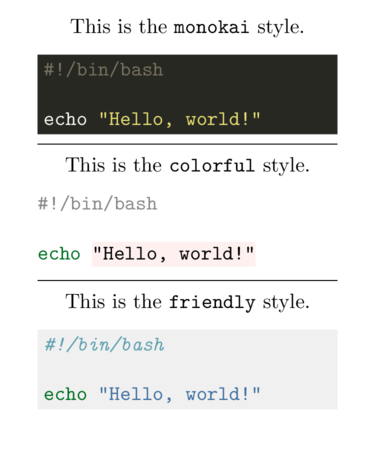 This is the monokai style.
#!/bin/bash
echo "Hello, world!"
This is the colorful style.
#!/bin/bash
echo "Hello, world!"
This is the friendly style.
#!/bin/bash
echo "Hello, world!"